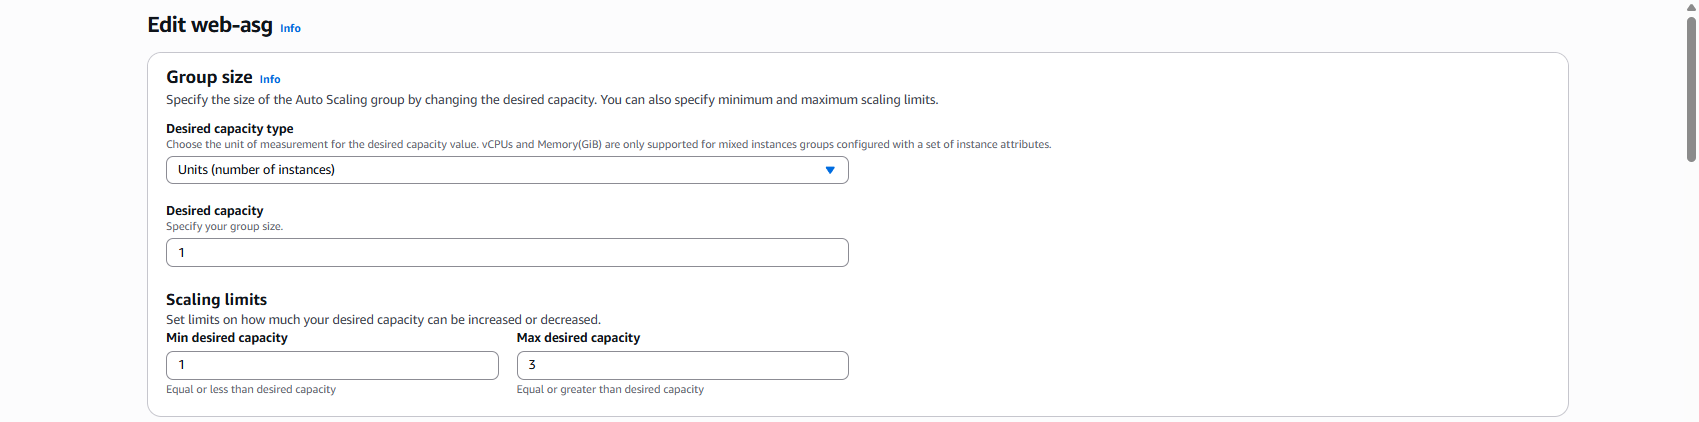 Edit web-asg Info
Group size Info
Specify the size of the Auto Scaling group by changing the desired capacity. You can also specify minimum and maximum scaling limits.
Desired capacity type
Choose the unit of measurement for the desired capacity value. vCPUs and Memory(GiB) are only supported for mixed instances groups configured with a set of instance attributes.
Units (number of instances)
Desired capacity
Specify your group size.
1
Scaling limits
Set limits on how much your desired capacity can be increased or decreased.
Min desired capacity Max desired capacity
1 3
Equal or less than desired capacity Equal or greater than desired capacity